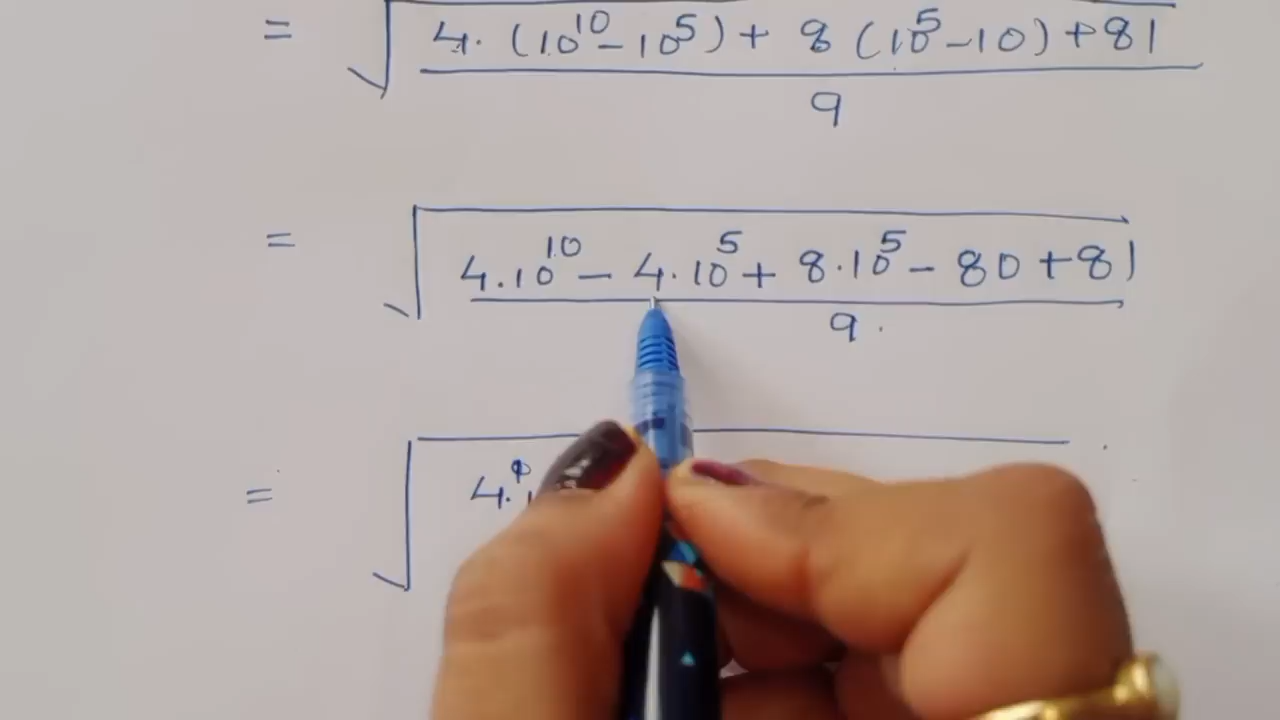 = √ 4. (10¹⁰ – 10⁵) + 8 (10⁵ – 10) + 81
9
= √ 4.10¹⁰ – 4.10⁵ + 8.10⁵ – 80 + 81
9.
= √ 4.